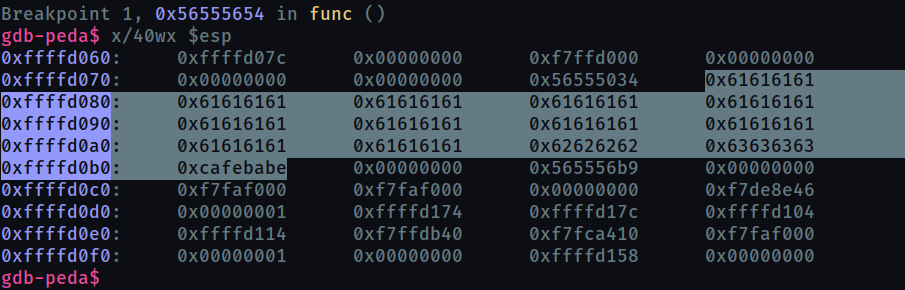 Breakpoint 1, 0x56555654 in func ()
gdb-peda$ x/40wx $esp
0xffffd060: 0xffffd07c 0x00000000 0xf7ffd000 0x00000000
0xffffd070: 0x00000000 0x00000000 0x56555034 0x61616161
0xffffd080: 0x61616161 0x61616161 0x61616161 0x61616161
0xffffd090: 0x61616161 0x61616161 0x61616161 0x61616161
0xffffd0a0: 0x61616161 0x61616161 0x62626262 0x63636363
0xffffd0b0: 0xcafebabe 0x00000000 0x565556b9 0x00000000
0xffffd0c0: 0xf7faf000 0xf7faf000 0x00000000 0xf7de8e46
0xffffd0d0: 0x00000001 0xffffd174 0xffffd17c 0xffffd104
0xffffd0e0: 0xffffd114 0xf7ffdb40 0xf7fca410 0xf7faf000
0xffffd0f0: 0x00000001 0x00000000 0xffffd158 0x00000000
gdb-peda$